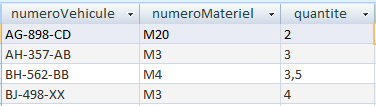 numeroVehicule numeroMateriel quantite
AG-898-CD M20 2
AH-357-AB M3 3
BH-562-BB M4 3,5
BJ-498-XX M3 4